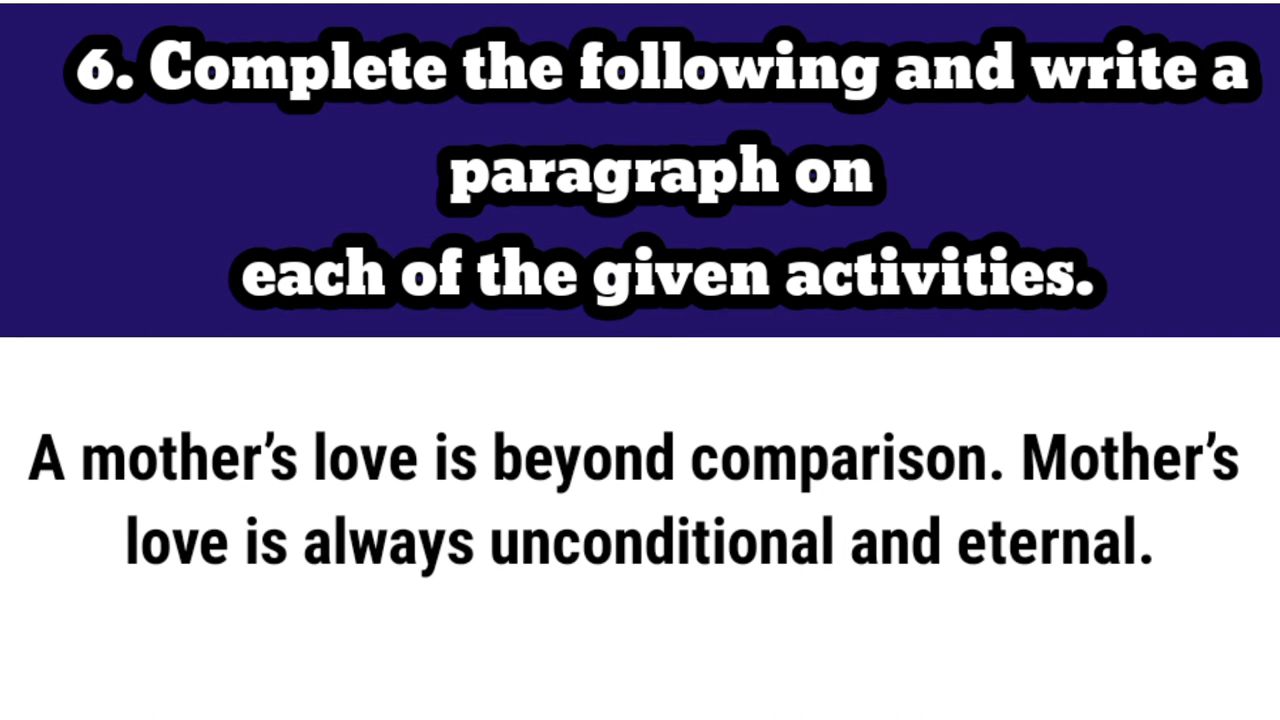 6. Complete the following and write a
paragraph on
each of the given activities.
A mother’s love is beyond comparison. Mother’s
love is always unconditional and eternal.